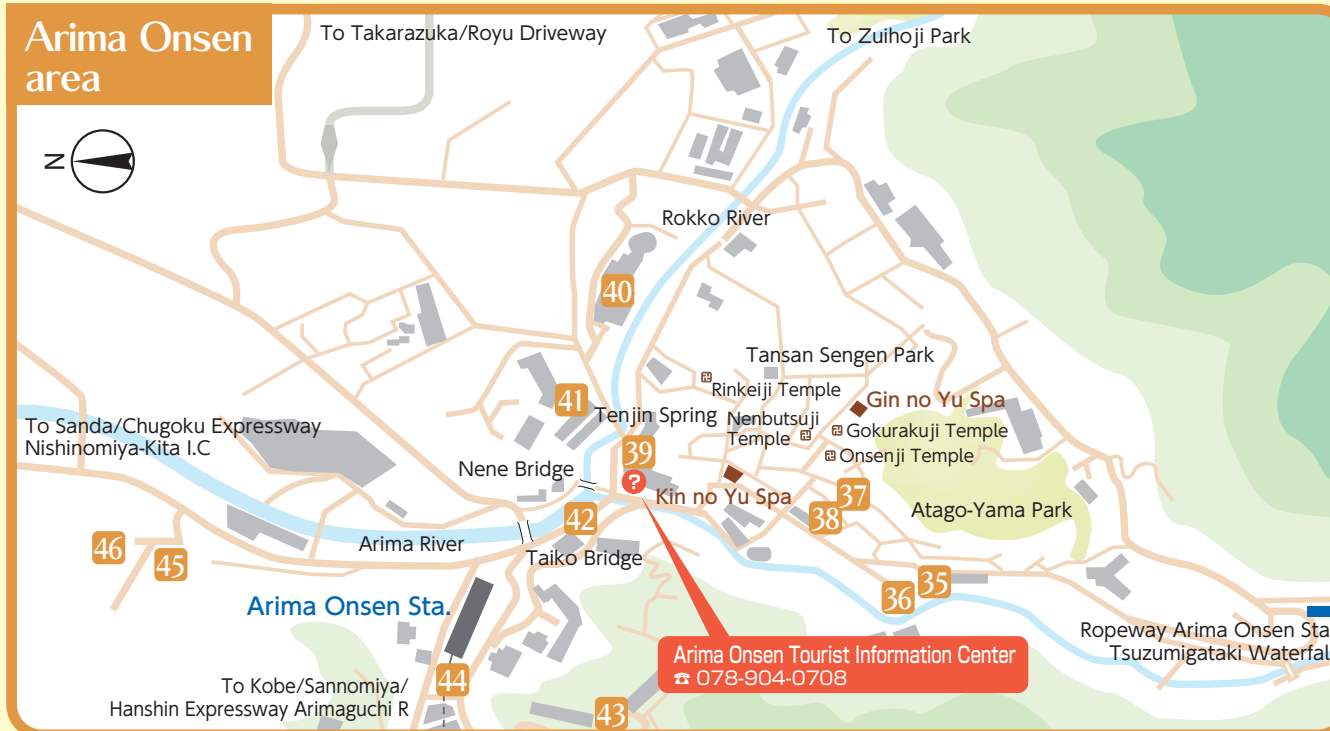 Arima Onsen
area
To Takarazuka/Royu Driveway
To Zuihoji Park
N
Rokko River
40
Tansan Sengen Park
卍
Rinkeiji Temple
41
Gin no Yu Spa
Tenjin Spring
Nenbutsuji
Temple
卍
卍
Gokurakuji Temple
To Sanda/Chugoku Expressway
Nishinomiya-Kita I.C
39
卍
Onsenji Temple
Nene Bridge
?
Kin no Yu Spa
37
38
Atago-Yama Park
42
46
45
Arima River
Taiko Bridge
35
36
Arima Onsen Sta.
Ropeway Arima Onsen Sta
Tsuzumigataki Waterfal
Arima Onsen Tourist Information Center
☎ 078-904-0708
44
To Kobe/Sannomiya/
Hanshin Expressway Arimaguchi R
43